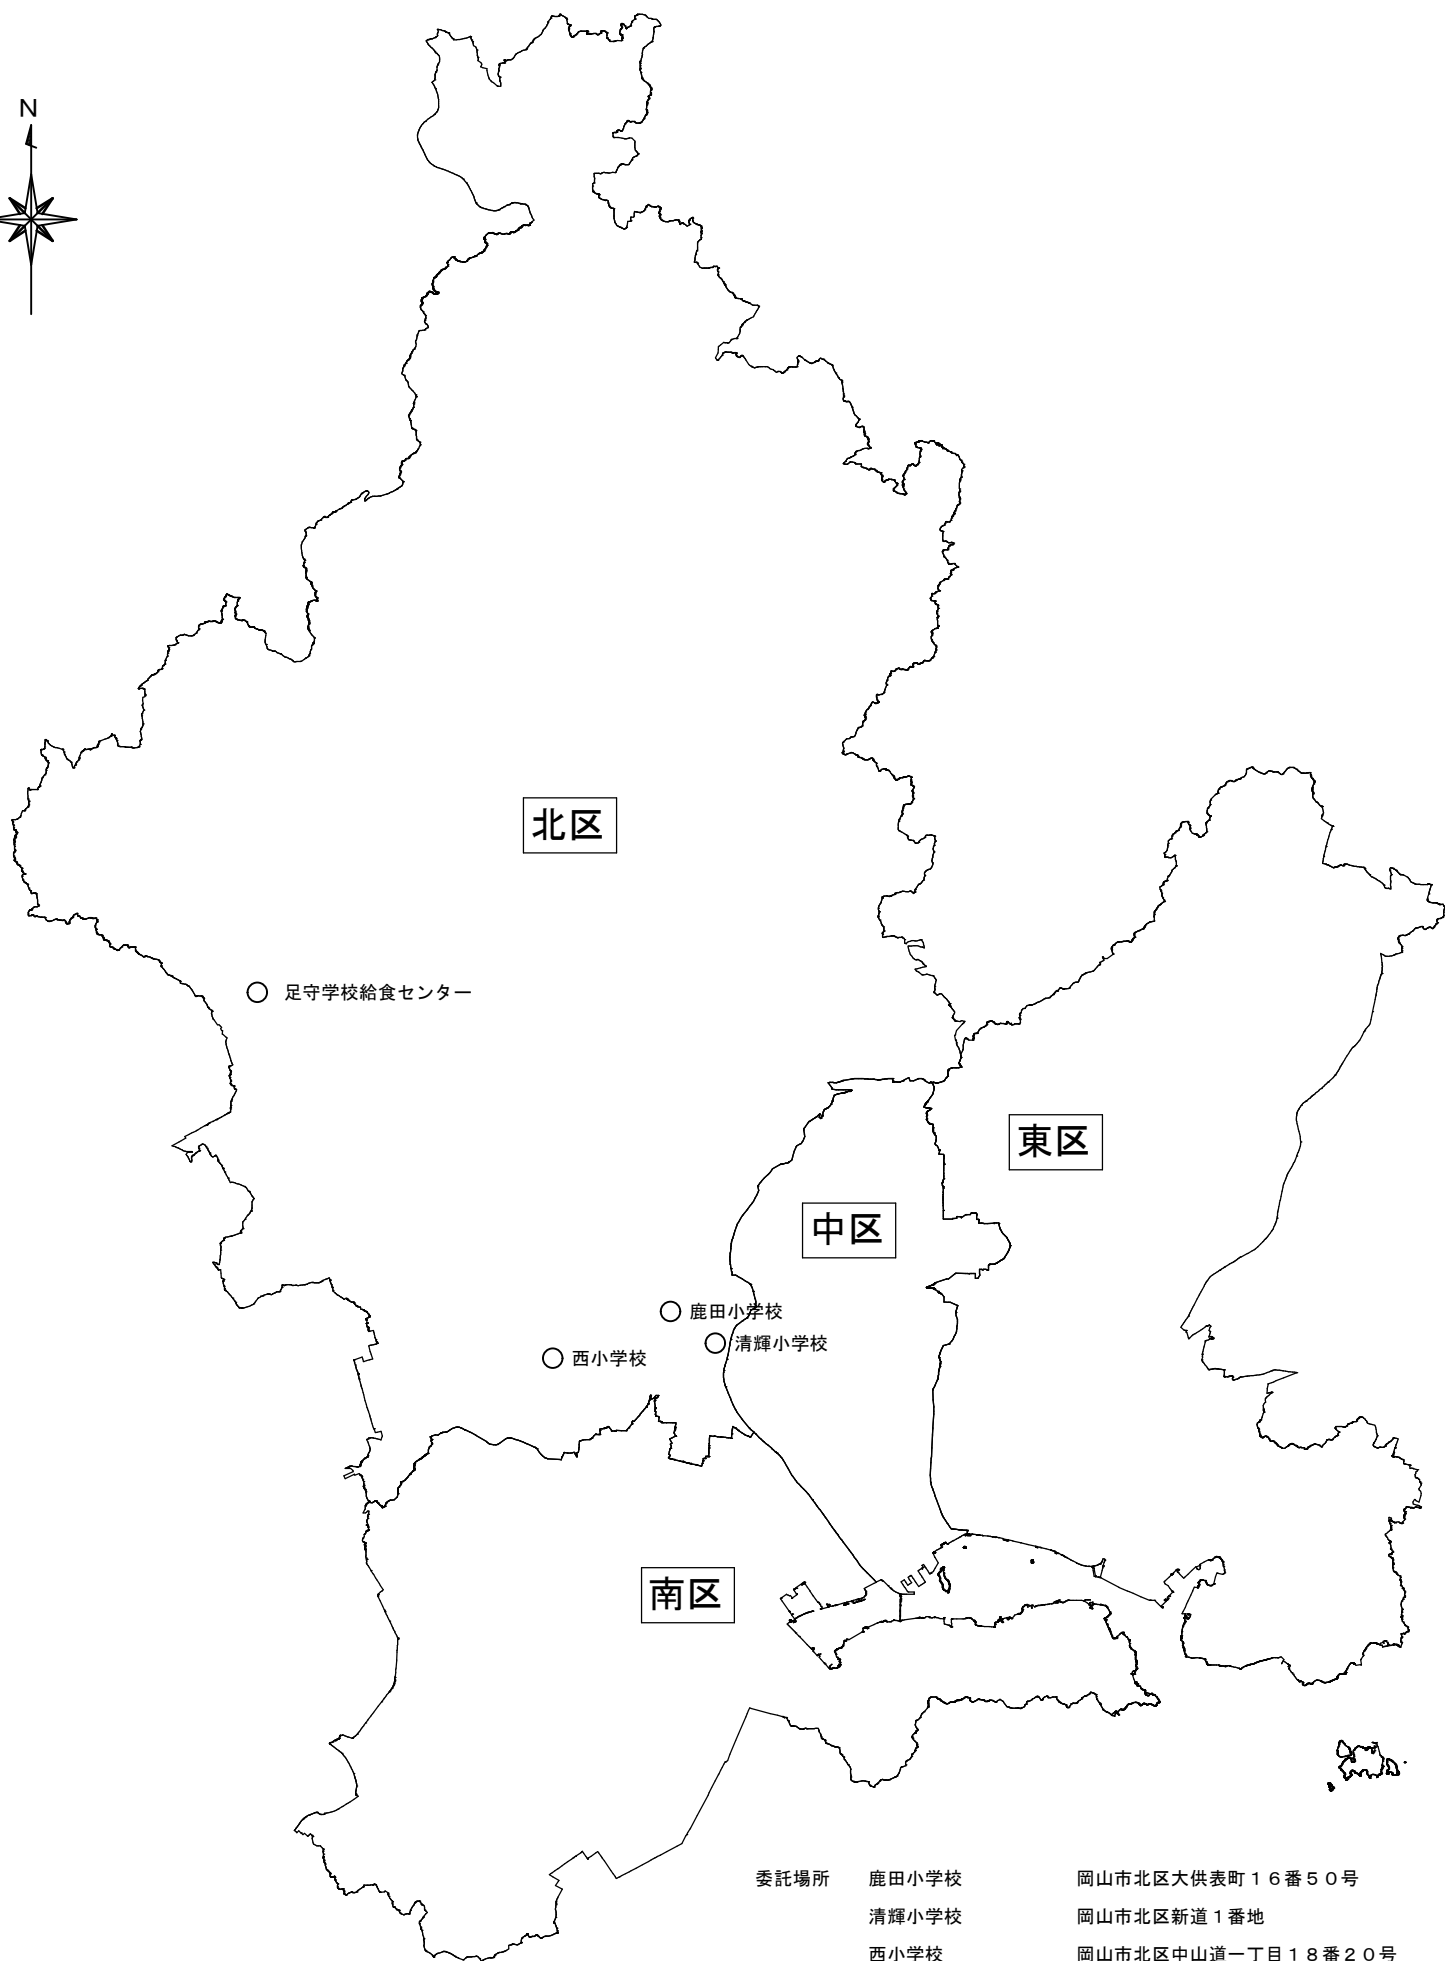 N
北区
足守学校給食センター
東区
中区
鹿田小学校
清輝小学校
西小学校
南区
委託場所 鹿田小学校 岡山市北区大供表町１６番５０号
清輝小学校 岡山市北区新道１番地
西小学校 岡山市北区中山道一丁目１８番２０号